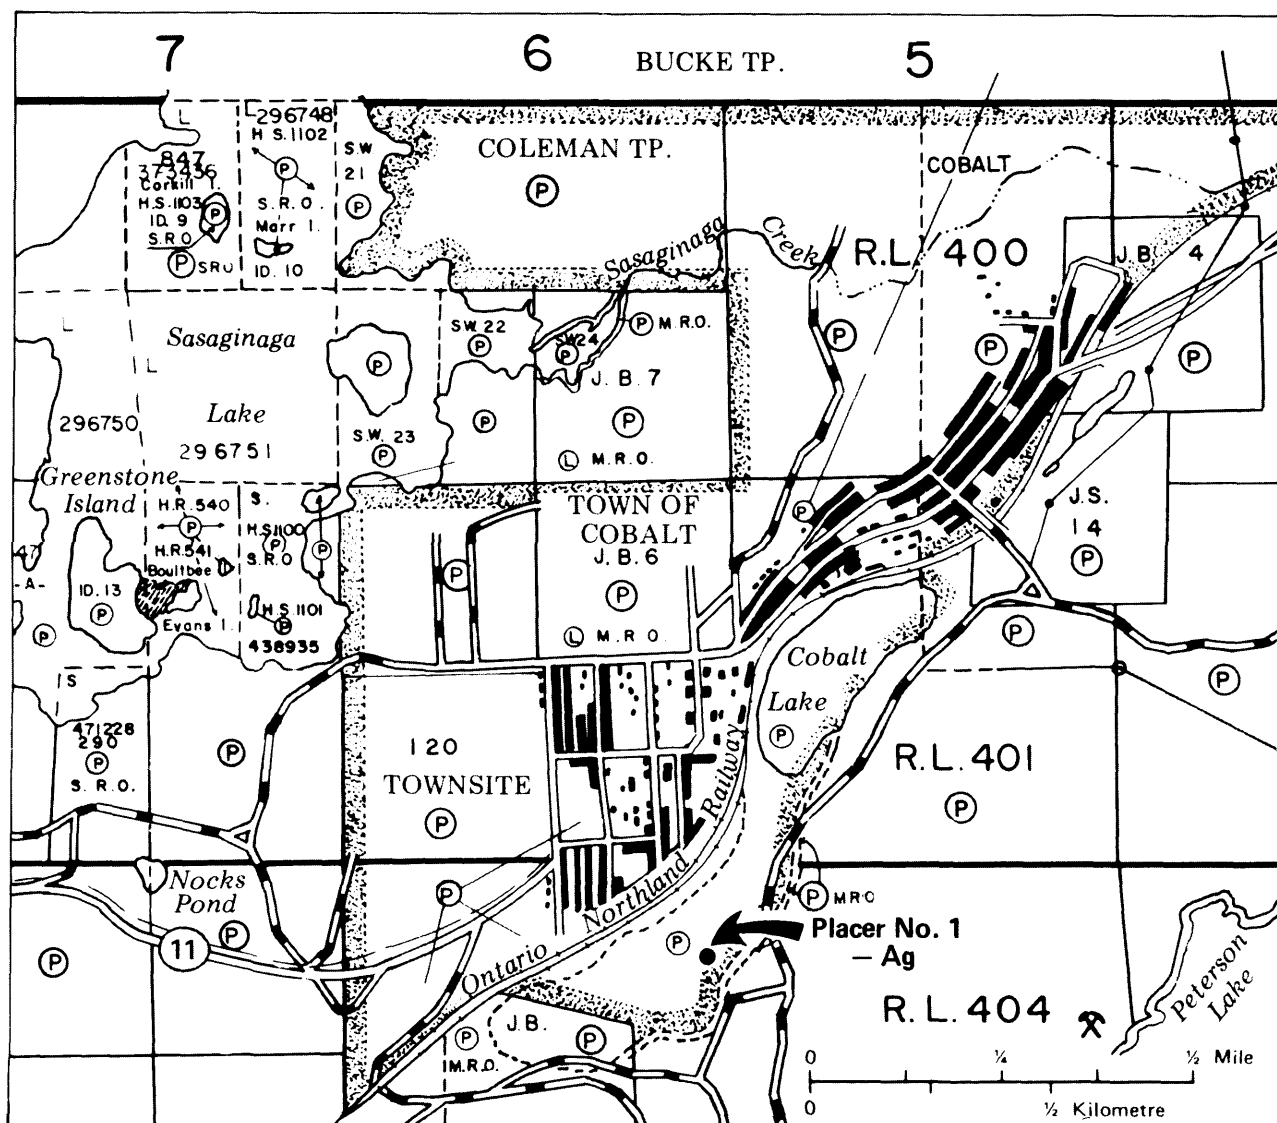 7
6
5
BUCKE TP.
L
L
296748
H.S.1102
S.W.
21
847
373436
Corkill I.
H.S.1103
ID. 9
S.R.O.
P
P
SRO
P
S.R.O.
Marr I.
ID. 10
P
COLEMAN TP.
P
Sasaginaga
Creek
COBALT
R.L. 400
J.B. 4
L
L
Sasaginaga
Lake
296750
296751
P
S.W. 22
P
SW24
P
P
M.R.O.
J.B. 7
P
L
M.R.O.
P
P
P
P
S.W. 23
P
Greenstone
Island
H.R. 540
P
H.R.541
Boultbee
Evans I.
S.
H.S.1100
P
S.R.O
P
H.S.1101
P
438935
-A-
ID. 13
P
P
TOWN OF
COBALT
J.B. 6
P
L
M.R.O.
P
P
J.S.
14
P
P
P
S
471228
290
P
S.R.O.
P
120
TOWNSITE
P
Cobalt
Lake
P
Railway
Northland
Ontario
R.L. 401
P
Nocks
Pond
P
P
11
P
P
MRO
Placer No. 1
— Ag
P
R.L. 404
Peterson
Lake
P
M.R.O.
J.B.
P
0
¼
½ Mile
0
½ Kilometre